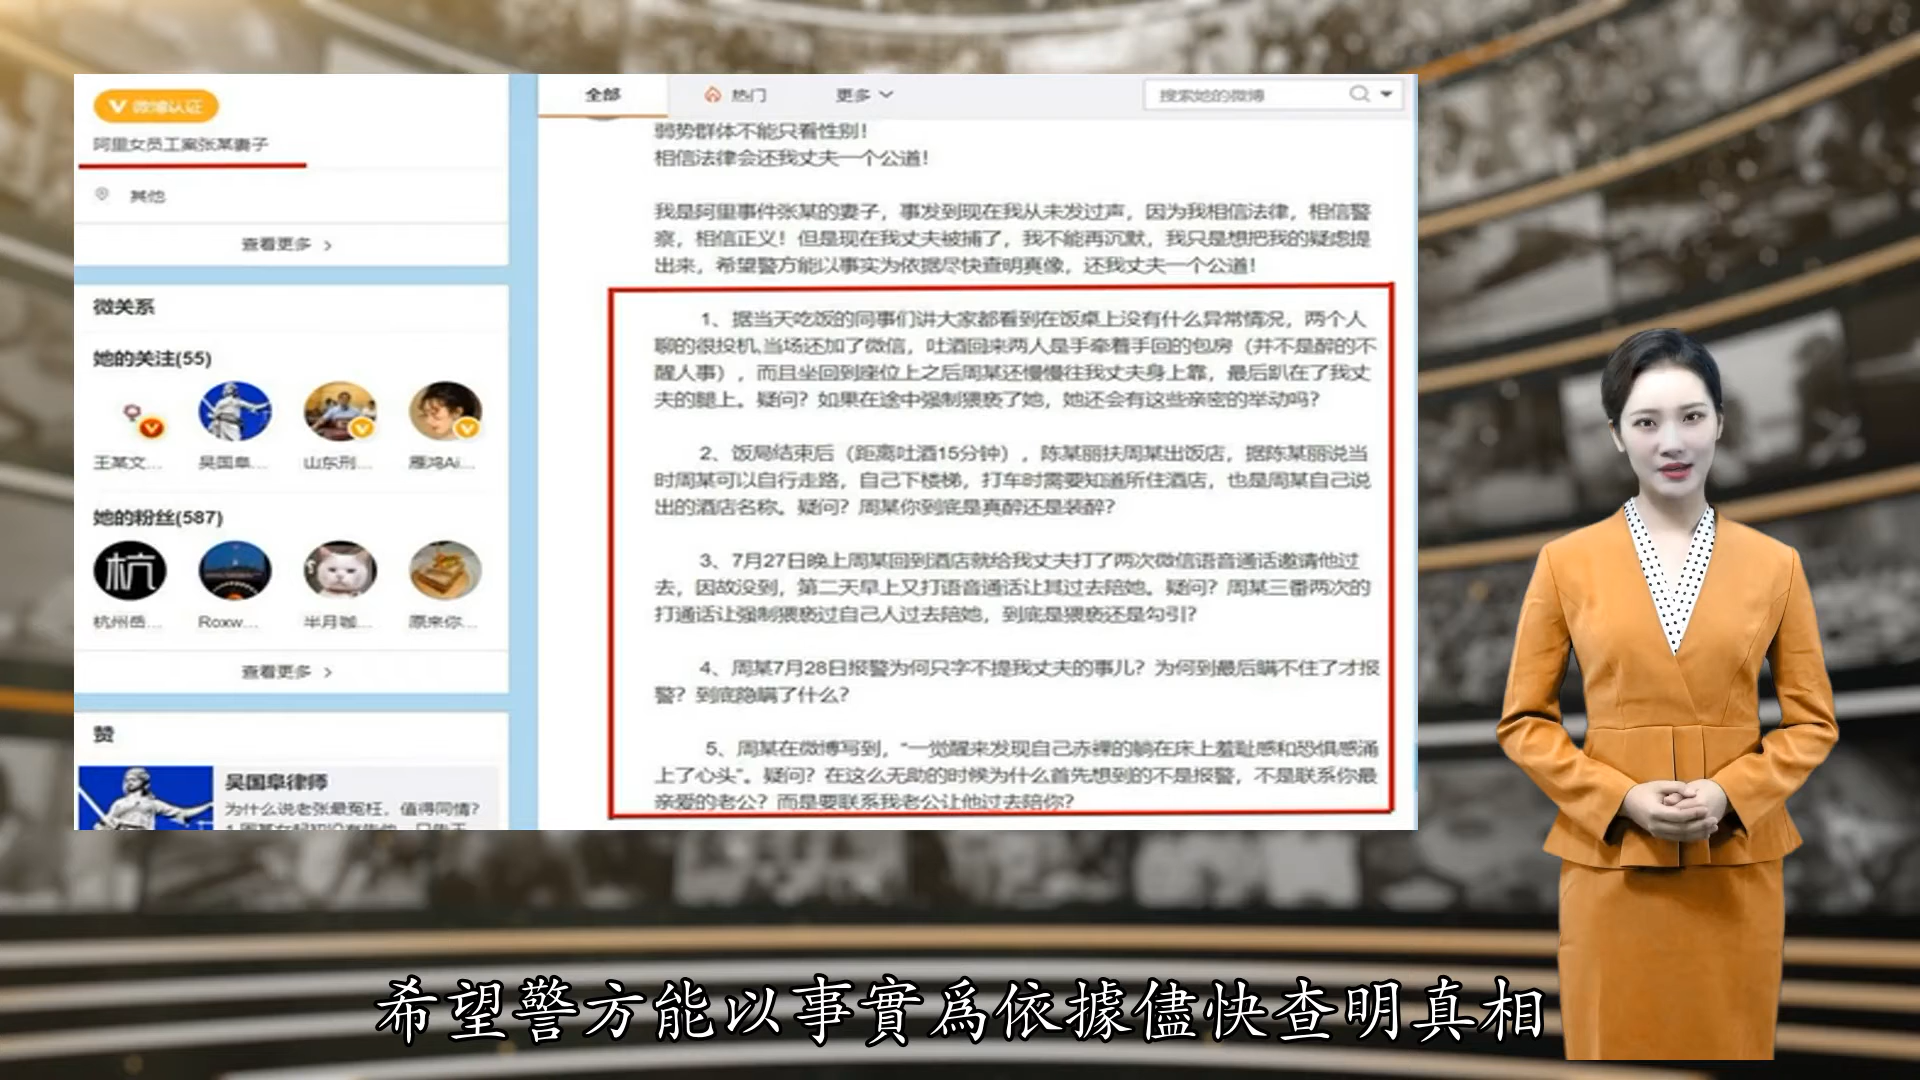 微博认证
阿里女员工案张某妻子
其他
查看更多 >
微关系
她的关注(55)
王某文... 吴国阜... 山东刑... 雁鸿Ai...
她的粉丝(587)
杭
杭州岳... Roxw... 半月咖... 原来你...
查看更多 >
赞
吴国阜律师
为什么说老张最冤枉，值得同情？
全部 热门 更多 搜索她的微博
弱势群体不能只看性别！
相信法律会还我丈夫一个公道！
我是阿里事件张某的妻子，事发到现在我从未发过声，因为我相信法律，相信警
察，相信正义！但是现在我丈夫被捕了，我不能再沉默，我只是想把我的疑虑提
出来，希望警方能以事实为依据尽快查明真像，还我丈夫一个公道！
1、据当天吃饭的同事们讲大家都看到在饭桌上没有什么异常情况，两个人
聊的很投机,当场还加了微信，吐酒回来两人是手牵着手回的包房（并不是醉的不
醒人事），而且坐回到座位上之后周某还慢慢往我丈夫身上靠，最后趴在了我丈
夫的腿上。疑问？如果在途中强制猥亵了她，她还会有这些亲密的举动吗？
2、饭局结束后（距离吐酒15分钟），陈某丽扶周某出饭店，据陈某丽说当
时周某可以自行走路，自己下楼梯，打车时需要知道所住酒店，也是周某自己说
出的酒店名称。疑问？周某你到底是真醉还是装醉？
3、7月27日晚上周某回到酒店就给我丈夫打了两次微信语音通话邀请他过
去，因故没到，第二天早上又打语音通话让其过去陪她。疑问？周某三番两次的
打通话让强制猥亵过自己人过去陪她，到底是猥亵还是勾引？
4、周某7月28日报警为何只字不提我丈夫的事儿？为何到最后瞒不住了才报
警？到底隐瞒了什么？
5、周某在微博写到，“一觉醒来发现自己赤裸的躺在床上羞耻感和恐惧感涌
上了心头”。疑问？在这么无助的时候为什么首先想到的不是报警，不是联系你最
亲爱的老公？而是要联系我老公让他过去陪你？
希望警方能以事實爲依據儘快查明真相